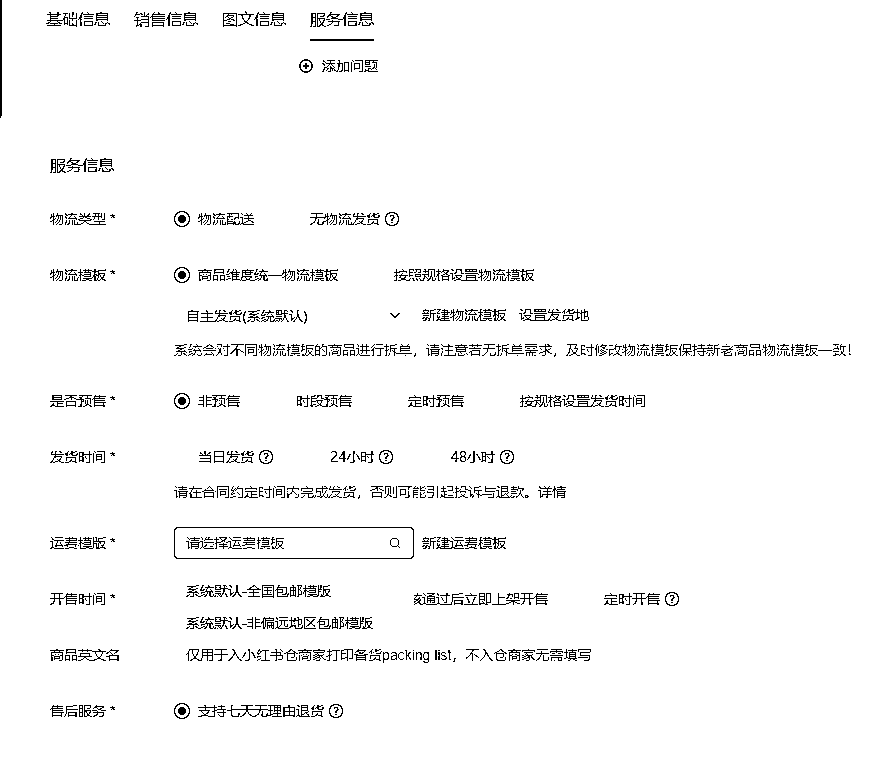 基础信息 销售信息 图文信息 服务信息
添加问题
服务信息
物流类型 * 物流配送 无物流发货
物流模板 * 商品维度统一物流模板 按照规格设置物流模板
自主发货(系统默认) 新建物流模板 设置发货地
系统会对不同物流模板的商品进行拆单，请注意若无拆单需求，及时修改物流模板保持新老商品物流模板一致！
是否预售 * 非预售 时段预售 定时预售 按规格设置发货时间
发货时间 * 当日发货 24小时 48小时
请在合同约定时间内完成发货，否则可能引起投诉与退款。详情
运费模版 * 请选择运费模板 新建运费模板
系统默认-全国包邮模版
开售时间 * 核通过后立即上架开售 定时开售
系统默认-非偏远地区包邮模版
商品英文名 仅用于入小红书仓商家打印备货packing list，不入仓商家无需填写
售后服务 * 支持七天无理由退货